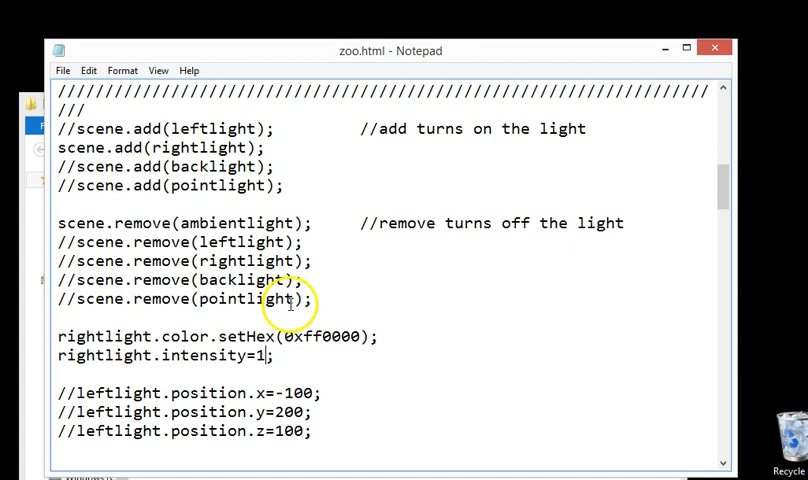 zoo.html - Notepad
File Edit Format View Help
/////////////////////////////////////////////////////////////////////
///
//scene.add(leftlight); //add turns on the light
scene.add(rightlight);
//scene.add(backlight);
//scene.add(pointlight);
scene.remove(ambientlight); //remove turns off the light
//scene.remove(leftlight);
//scene.remove(rightlight);
//scene.remove(backlight);
//scene.remove(pointlight);
rightlight.color.setHex(0xff0000);
rightlight.intensity=1;
//leftlight.position.x=-100;
//leftlight.position.y=200;
//leftlight.position.z=100;
Recycle